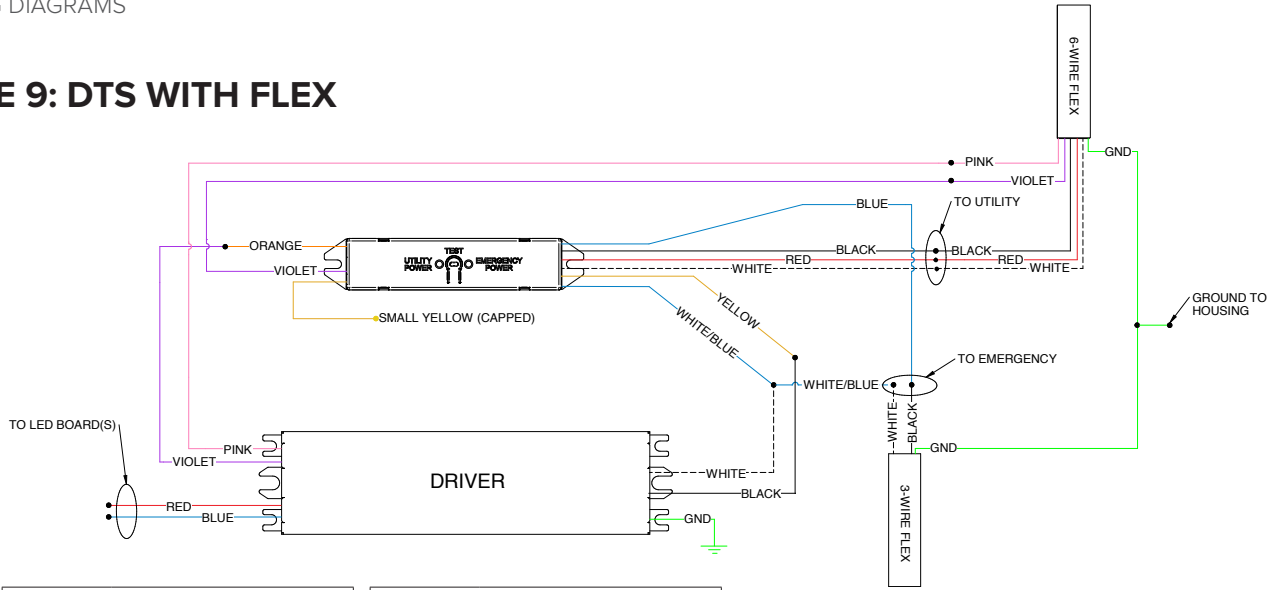 DIAGRAMS
E 9: DTS WITH FLEX
6-WIRE FLEX
GND
PINK
VIOLET
TO UTILITY
BLUE
ORANGE
BLACK
BLACK
RED
RED
WHITE
WHITE
VIOLET
UTILITY
POWER
TEST
EMERGENCY
POWER
SMALL YELLOW (CAPPED)
YELLOW
WHITE/BLUE
GROUND TO
HOUSING
TO EMERGENCY
WHITE/BLUE
WHITE
BLACK
GND
3-WIRE FLEX
TO LED BOARD(S)
PINK
VIOLET
DRIVER
WHITE
BLACK
RED
BLUE
GND